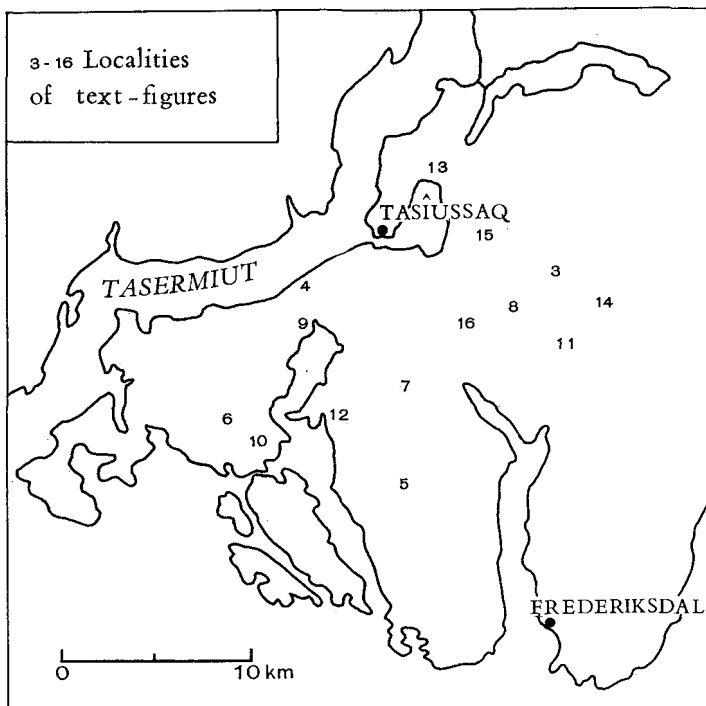 3-16 Localities
of text-figures
13
TASÎUSSAQ
15
TASERMIUT
4
3
8
14
9
16
11
7
6
12
10
5
FREDERIKSDAL
0
10 km